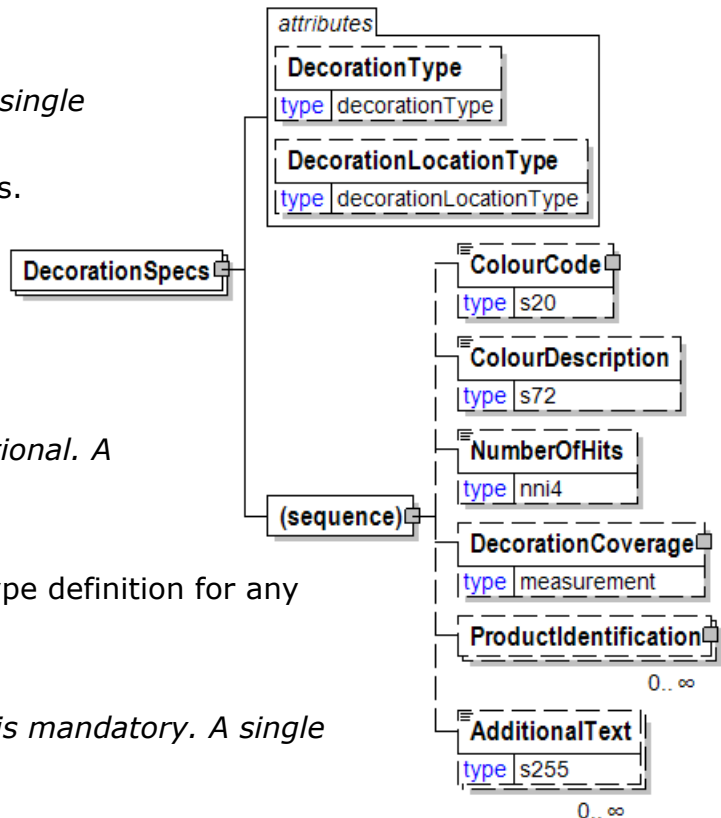 attributes
DecorationType
type decorationType
single
DecorationLocationType
s.
type decorationLocationType
DecorationSpecs
ColourCode
type s20
ColourDescription
type s72
tional. A
NumberOfHits
type nni4
(sequence)
DecorationCoverage
type measurement
ype definition for any
ProductIdentification
0.. ∞
is mandatory. A single
AdditionalText
type s255
0.. ∞